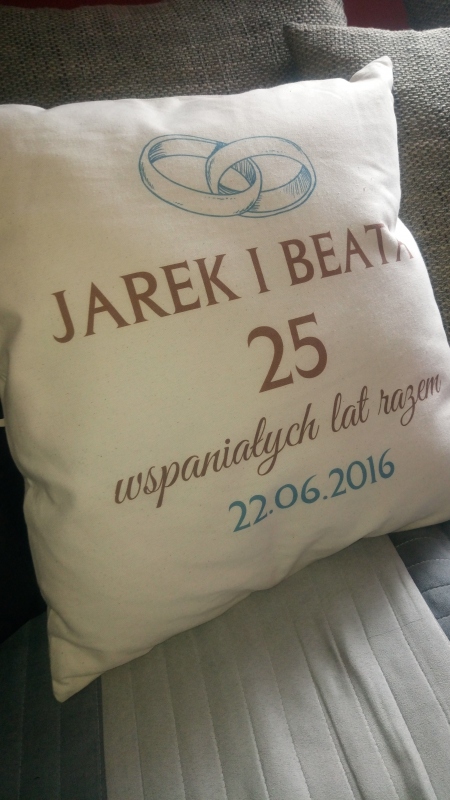 JAREK I BEATA
25
wspaniałych lat razem
22.06.2016